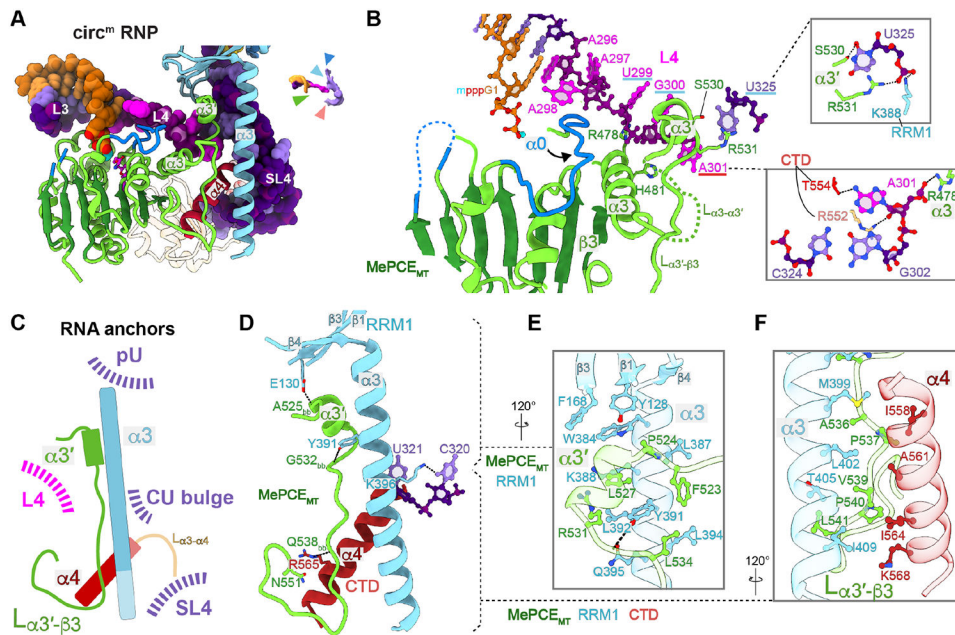 A
circᵐ RNP
L3
L4
α3'
α3
α3
α4
SL4
B
A296
A297
L4
U299
G300
A298
mpppG1
α0
R478
S530
α3'
U325
R531
A301
H481
α3
Lα3-α3'
β3
Lα3'-β3
MePCE_MT
U325
S530
α3'
R531
K388
RRM1
CTD
T554
A301
R552
R478
α3
C324
G302
C
RNA anchors
pU
α3
α3'
L4
CU bulge
Lα3-α4
α4
SL4
Lα3'-β3
D
β3
β1
RRM1
β4
E130
α3
A525bb
α3'
Y391
G532bb
U321
C320
K396
MePCE_MT
Q538bb
R565
α4
N551
CTD
120°
MePCE_MT
RRM1
E
β3
β1
β4
F168
Y128
α3
W384
P524
L387
α3'
K388
L527
F523
R531
Y391
L392
L394
Q395
L534
120°
F
M399
α4
I558
A536
α3
P537
A561
L402
T405
V539
P540
L541
I564
I409
K568
Lα3'-β3
MePCE_MT RRM1 CTD